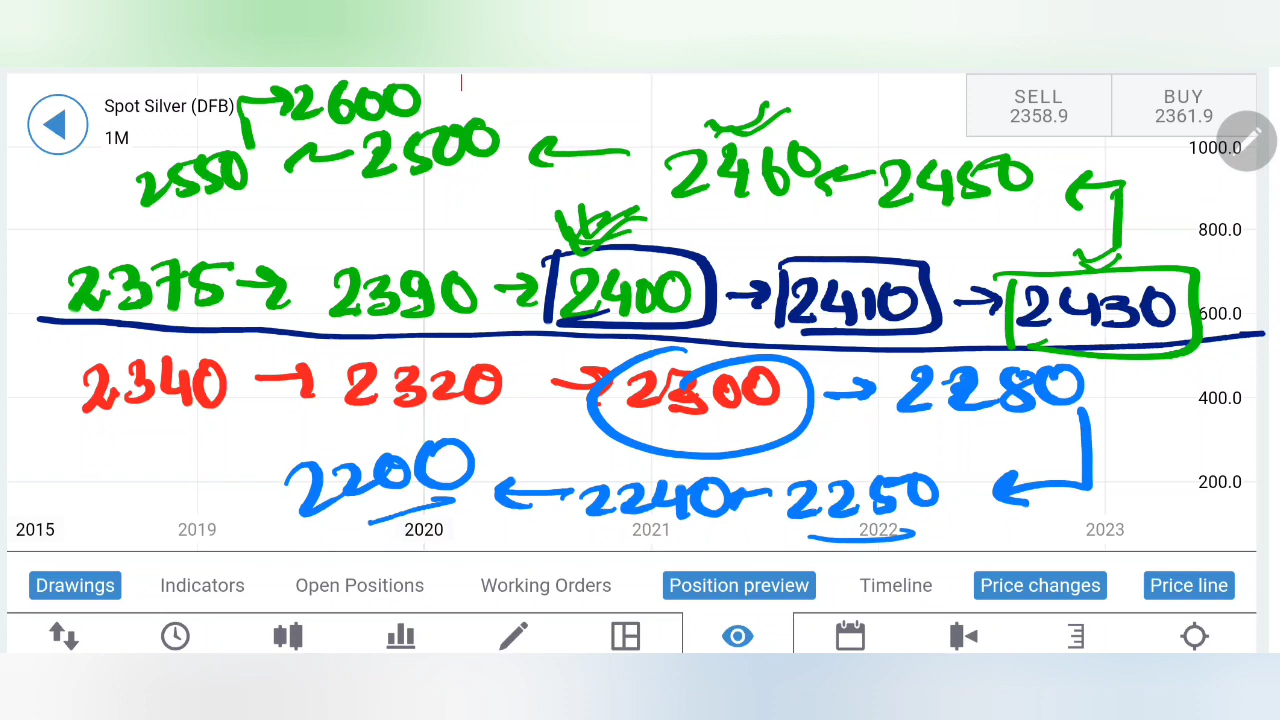 Spot Silver (DFB)
1M
SELL
2358.9
BUY
2361.9
2600
2550 2500 2460 2450
1000.0
800.0
2375 → 2390 → 2400 → 2410 → 2430
600.0
2340 → 2320 → 2300 → 2280
400.0
2200 ← 2240 ← 2250
200.0
2015 2019 2020 2021 2022 2023
Drawings Indicators Open Positions Working Orders Position preview Timeline Price changes Price line